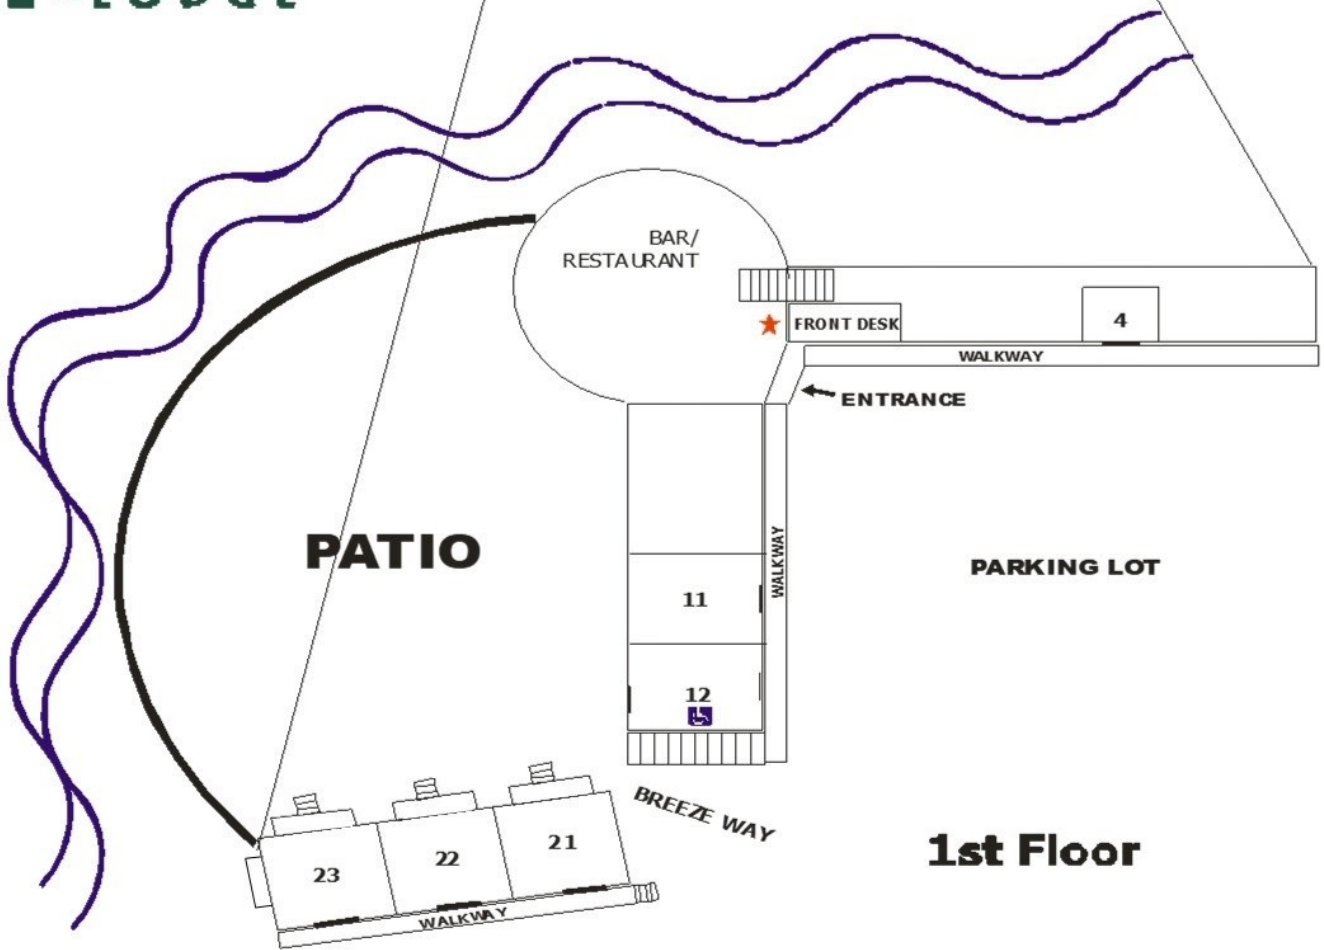 LODGE
BAR/
RESTAURANT
FRONT DESK
4
WALKWAY
ENTRANCE
PATIO
WALKWAY
PARKING LOT
11
12
BREEZE WAY
21
22
23
WALKWAY
1st Floor